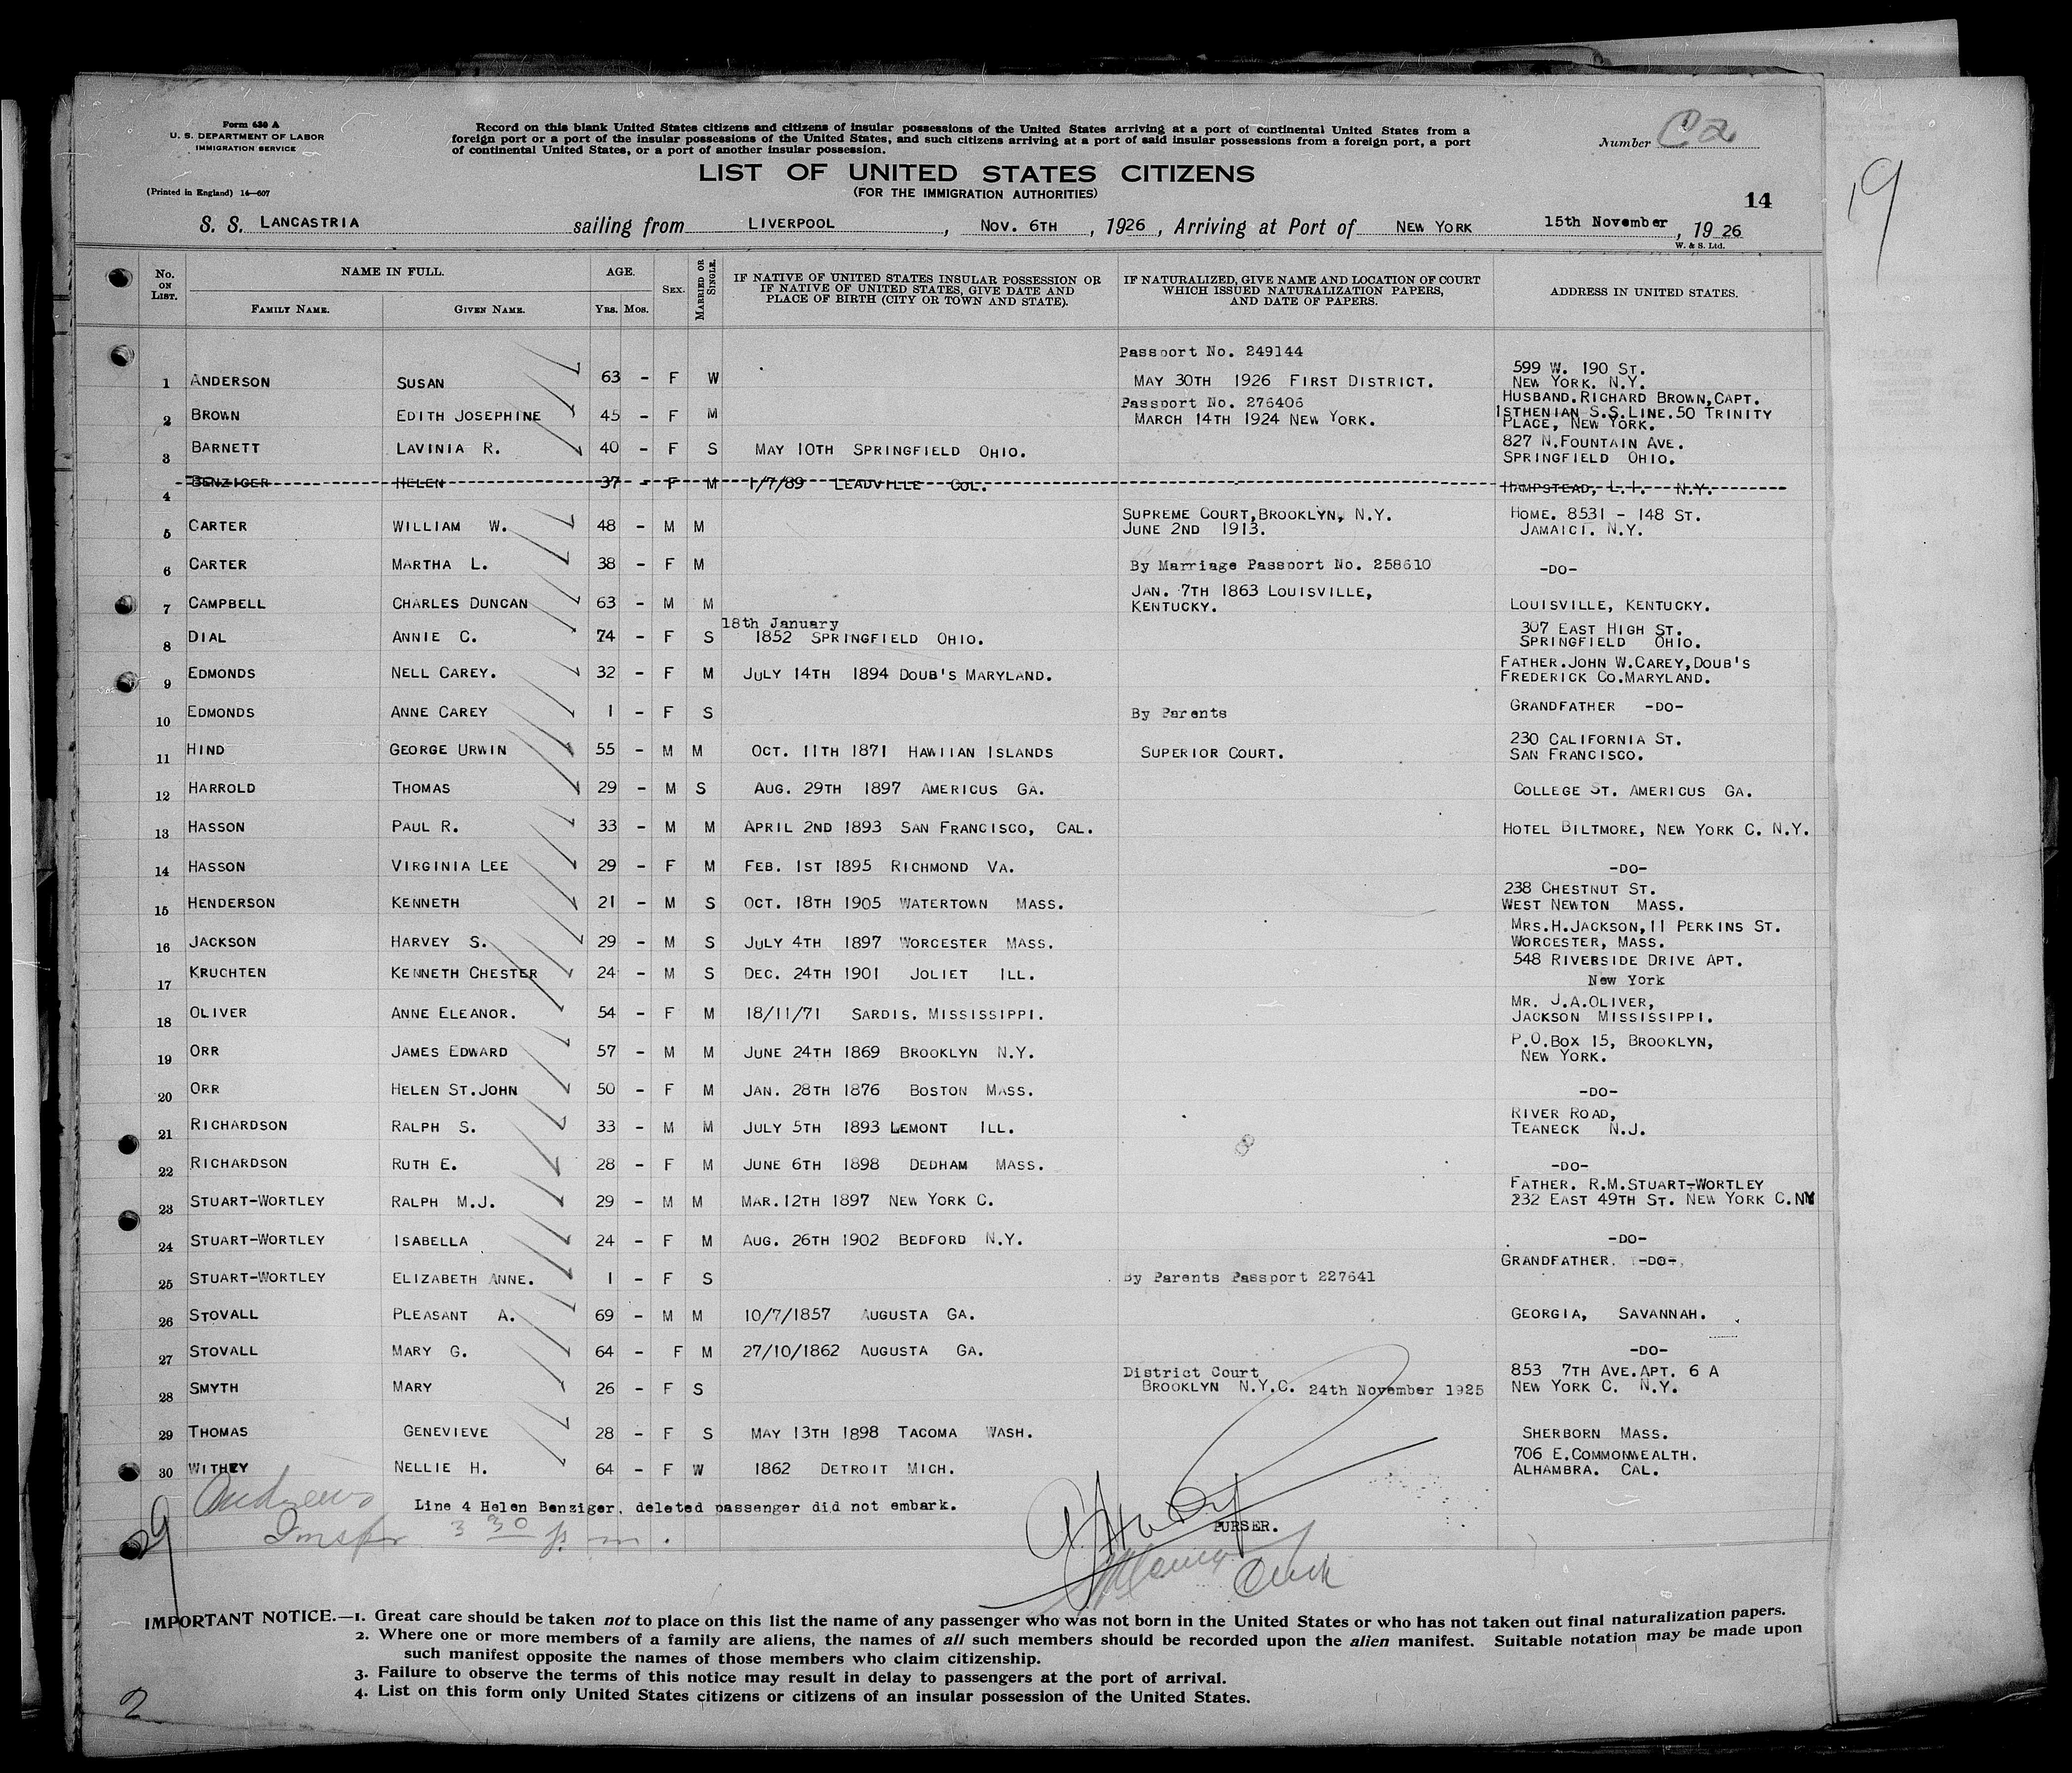 Form 630 A
U. S. DEPARTMENT OF LABOR
IMMIGRATION SERVICE
(Printed in England) 14—607
Record on this blank United States citizens and citizens of insular possessions of the United States arriving at a port of continental United States from a
foreign port or a port of the insular possessions of the United States, and such citizens arriving at a port of said insular possessions from a foreign port, a port
of continental United States, or a port of another insular possession.
Number Ca
LIST OF UNITED STATES CITIZENS
(FOR THE IMMIGRATION AUTHORITIES)
14
19
S. S. LANCASTRIA sailing from LIVERPOOL, NOV. 6TH, 1926, Arriving at Port of NEW YORK 15th November, 1926
W. & S. Ltd.
No. ON LIST. NAME IN FULL. FAMILY NAME. GIVEN NAME. AGE. YRS. MOS. SEX. MARRIED OR SINGLE. IF NATIVE OF UNITED STATES INSULAR POSSESSION OR IF NATIVE OF UNITED STATES, GIVE DATE AND PLACE OF BIRTH (CITY OR TOWN AND STATE). IF NATURALIZED, GIVE NAME AND LOCATION OF COURT WHICH ISSUED NATURALIZATION PAPERS, AND DATE OF PAPERS. ADDRESS IN UNITED STATES.
1 ANDERSON SUSAN 63 - F W Passport No. 249144 MAY 30TH 1926 FIRST DISTRICT. 599 W. 190 ST. NEW YORK. N.Y.
2 BROWN EDITH JOSEPHINE 45 - F M Passport No. 276406 MARCH 14TH 1924 NEW YORK. HUSBAND.RICHARD BROWN,CAPT. ISTHENIAN S.S.LINE.50 TRINITY PLACE, NEW YORK.
3 BARNETT LAVINIA R. 40 - F S MAY 10TH SPRINGFIELD OHIO. 827 N.FOUNTAIN AVE. SPRINGFIELD OHIO.
4 BENZIGER HELEN 37 - F M 1/7/89 LEADVILLE COL. HAMPSTEAD, L.I. N.Y.
5 CARTER WILLIAM W. 48 - M M SUPREME COURT,BROOKLYN, N.Y. JUNE 2ND 1913. HOME. 8531 - 148 ST. JAMAICI. N.Y.
6 CARTER MARTHA L. 38 - F M By Marriage Passport No. 258610 -DO-
7 CAMPBELL CHARLES DUNCAN 63 - M M JAN. 7TH 1863 LOUISVILLE, KENTUCKY. LOUISVILLE, KENTUCKY.
8 DIAL ANNIE C. 74 - F S 18th January 1852 SPRINGFIELD OHIO. 307 EAST HIGH ST. SPRINGFIELD OHIO.
9 EDMONDS NELL CAREY. 32 - F M JULY 14TH 1894 DOUB'S MARYLAND. FATHER.JOHN W.CAREY,DOUB'S FREDERICK CO.MARYLAND.
10 EDMONDS ANNE CAREY 1 - F S By Parents GRANDFATHER -DO-
11 HIND GEORGE URWIN 55 - M M OCT. 11TH 1871 HAWIIAN ISLANDS SUPERIOR COURT. 230 CALIFORNIA ST. SAN FRANCISCO.
12 HARROLD THOMAS 29 - M S AUG. 29TH 1897 AMERICUS GA. COLLEGE ST. AMERICUS GA.
13 HASSON PAUL R. 33 - M M APRIL 2ND 1893 SAN FRANCISCO, CAL. HOTEL BILTMORE, NEW YORK C. N.Y.
14 HASSON VIRGINIA LEE 29 - F M FEB. 1ST 1895 RICHMOND VA. -DO-
15 HENDERSON KENNETH 21 - M S OCT. 18TH 1905 WATERTOWN MASS. 238 CHESTNUT ST. WEST NEWTON MASS.
16 JACKSON HARVEY S. 29 - M S JULY 4TH 1897 WORCESTER MASS. MRS.H.JACKSON,11 PERKINS ST. WORCESTER, MASS.
17 KRUCHTEN KENNETH CHESTER 24 - M S DEC. 24TH 1901 JOLIET ILL. 548 RIVERSIDE DRIVE APT. New York
18 OLIVER ANNE ELEANOR. 54 - F M 18/11/71 SARDIS. MISSISSIPPI. MR. J.A.OLIVER, JACKSON MISSISSIPPI.
19 ORR JAMES EDWARD 57 - M M JUNE 24TH 1869 BROOKLYN N.Y. P.O.BOX 15, BROOKLYN, NEW YORK.
20 ORR HELEN ST.JOHN 50 - F M JAN. 28TH 1876 BOSTON MASS. -DO-
21 RICHARDSON RALPH S. 33 - M M JULY 5TH 1893 LEMONT ILL. RIVER ROAD, TEANECK N.J.
22 RICHARDSON RUTH E. 28 - F M JUNE 6TH 1898 DEDHAM MASS. -DO-
23 STUART-WORTLEY RALPH M.J. 29 - M M MAR.12TH 1897 NEW YORK C. FATHER. R.M.STUART-WORTLEY 232 EAST 49TH ST. NEW YORK C.NY
24 STUART-WORTLEY ISABELLA 24 - F M AUG. 26TH 1902 BEDFORD N.Y. -DO-
25 STUART-WORTLEY ELIZABETH ANNE. 1 - F S By Parents Passport 227641 GRANDFATHER. -DO-
26 STOVALL PLEASANT A. 69 - M M 10/7/1857 AUGUSTA GA. GEORGIA, SAVANNAH.
27 STOVALL MARY G. 64 - F M 27/10/1862 AUGUSTA GA. -DO-
28 SMYTH MARY 26 - F S District Court BROOKLYN N.Y.C. 24th November 1925 853 7TH AVE.APT. 6 A NEW YORK C. N.Y.
29 THOMAS GENEVIEVE 28 - F S MAY 13TH 1898 TACOMA WASH. SHERBORN MASS.
30 WITHEY NELLIE H. 64 - F W 1862 DETROIT MICH. 706 E.COMMONWEALTH. ALHAMBRA. CAL.
Andrews
Line 4 Helen Benziger, deleted passenger did not embark.
29
Inspr 3 30 p m.
PURSER.
IMPORTANT NOTICE.—1. Great care should be taken not to place on this list the name of any passenger who was not born in the United States or who has not taken out final naturalization papers.
2. Where one or more members of a family are aliens, the names of all such members should be recorded upon the alien manifest. Suitable notation may be made upon
such manifest opposite the names of those members who claim citizenship.
3. Failure to observe the terms of this notice may result in delay to passengers at the port of arrival.
4. List on this form only United States citizens or citizens of an insular possession of the United States.
2